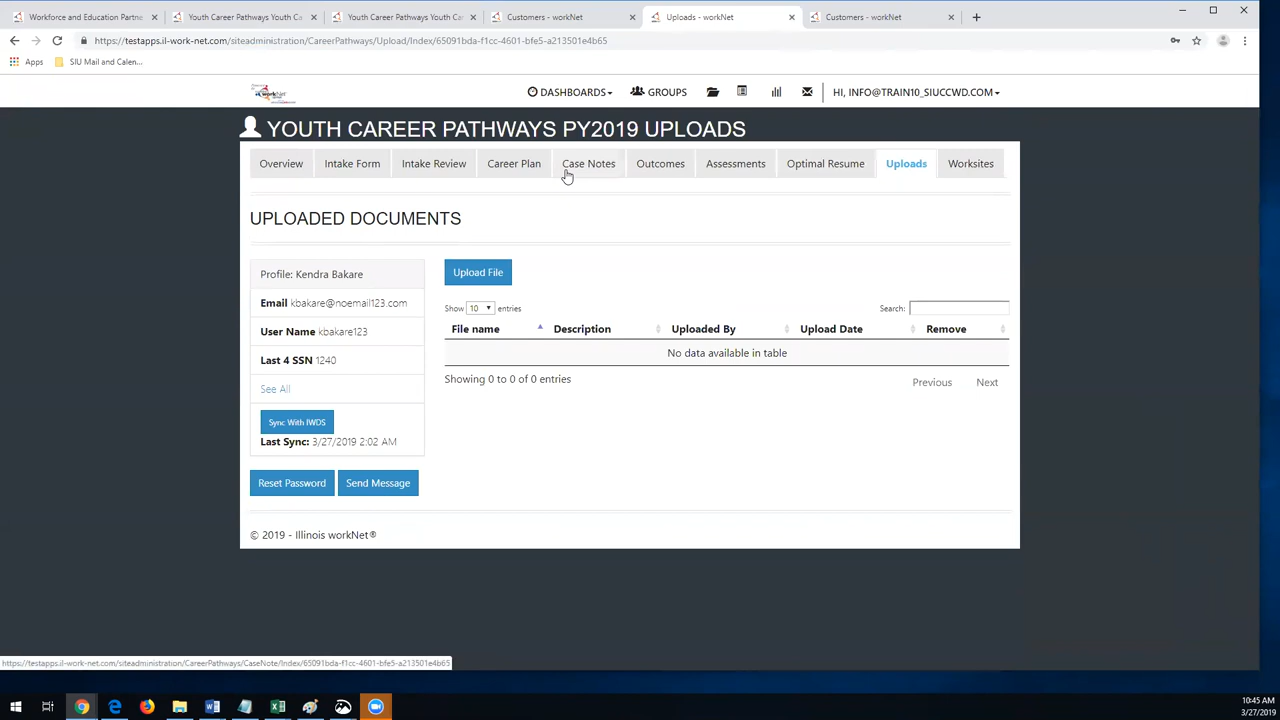 Workforce and Education Partne
Youth Career Pathways Youth Ca
Youth Career Pathways Youth Car
Customers - workNet
Uploads - workNet
Customers - workNet
https://testapps.il-work-net.com/siteadministration/CareerPathways/Upload/Index/65091bda-f1cc-4601-bfe5-a213501e4b65
Apps
SIU Mail and Calen...
workNet
DASHBOARDS
GROUPS
HI, INFO@TRAIN10_SIUCCWD.COM
YOUTH CAREER PATHWAYS PY2019 UPLOADS
Overview
Intake Form
Intake Review
Career Plan
Case Notes
Outcomes
Assessments
Optimal Resume
Uploads
Worksites
UPLOADED DOCUMENTS
Profile: Kendra Bakare
Email kbakare@noemail123.com
User Name kbakare123
Last 4 SSN 1240
See All
Sync With IWDS
Last Sync: 3/27/2019 2:02 AM
Reset Password
Send Message
Upload File
Show 10 entries
Search:
File name
Description
Uploaded By
Upload Date
Remove
No data available in table
Showing 0 to 0 of 0 entries
Previous
Next
© 2019 - Illinois workNet®
https://testapps.il-work-net.com/siteadministration/CareerPathways/CaseNote/Index/65091bda-f1cc-4601-bfe5-a213501e4b65
10:45 AM
3/27/2019